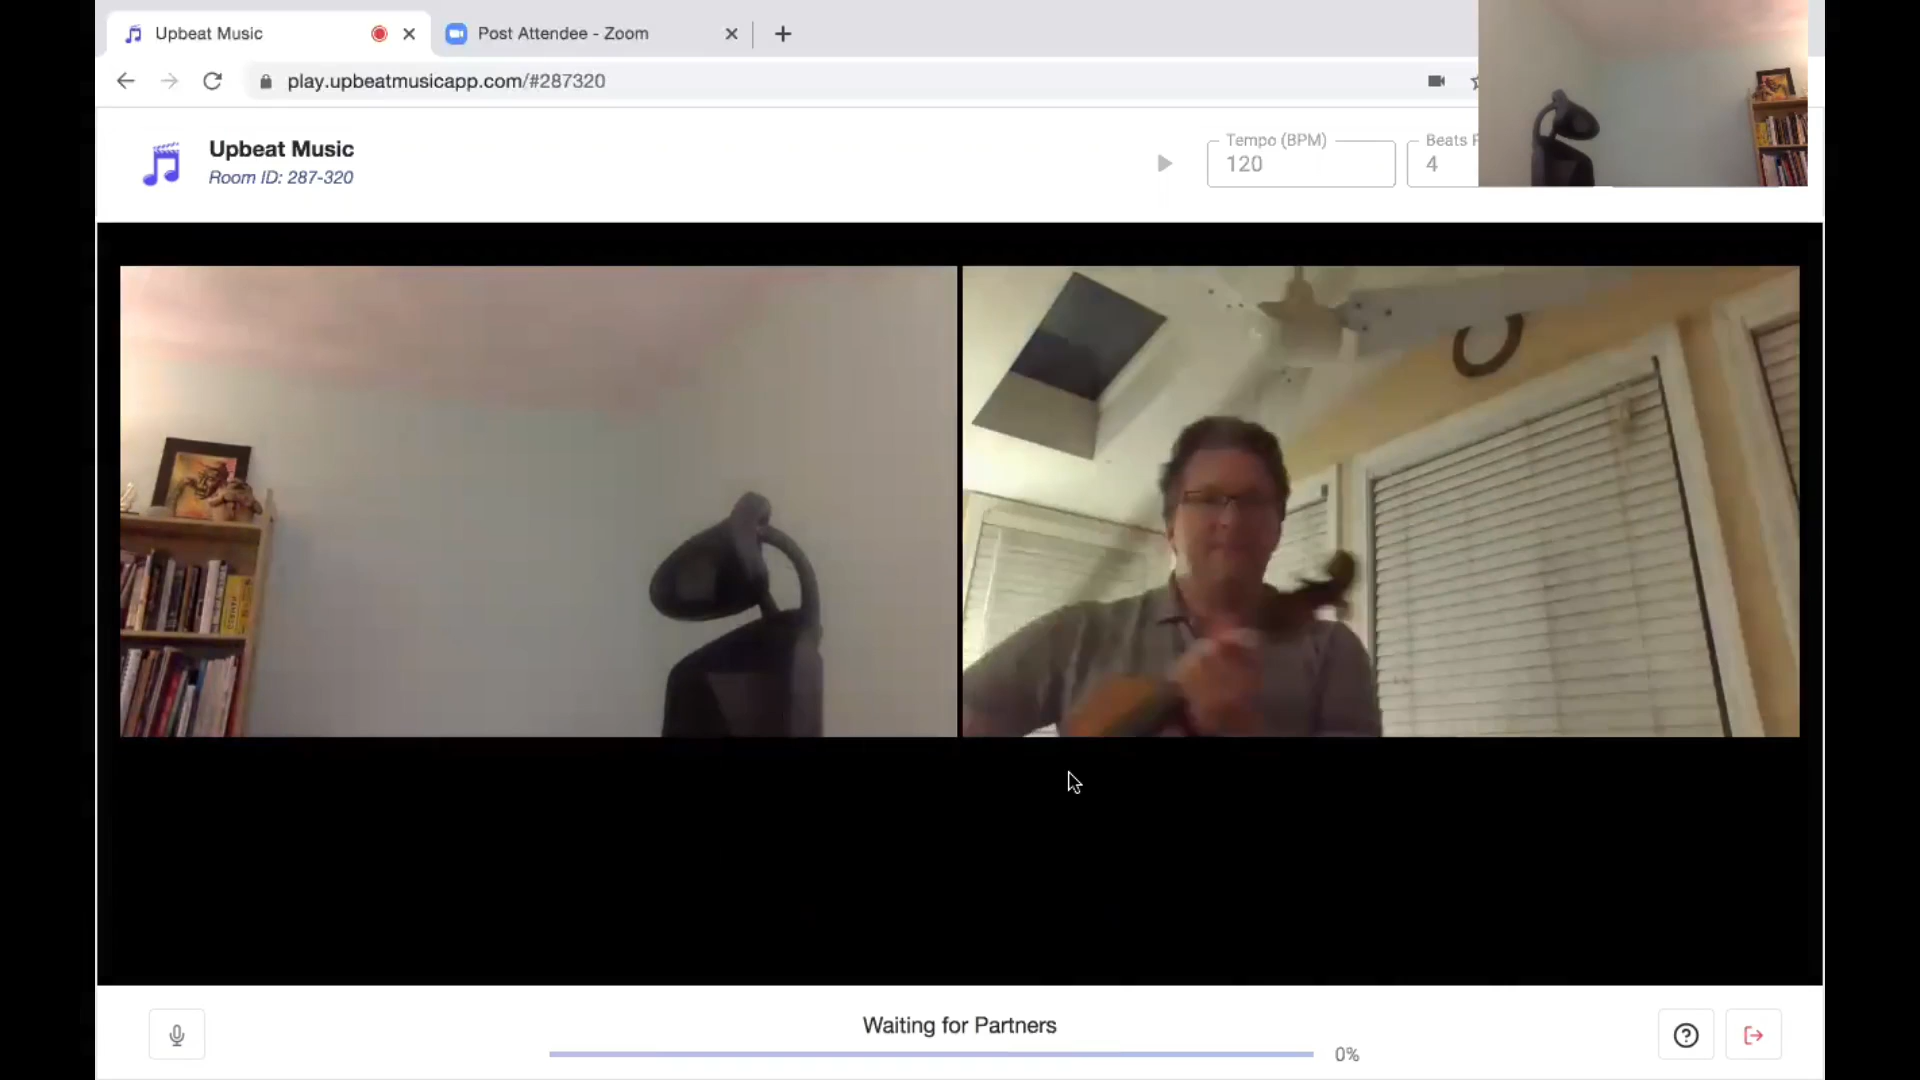 Upbeat Music
Post Attendee - Zoom
play.upbeatmusicapp.com/#287320
Upbeat Music
Room ID: 287-320
Tempo (BPM)
120
Beats
4
Waiting for Partners
0%